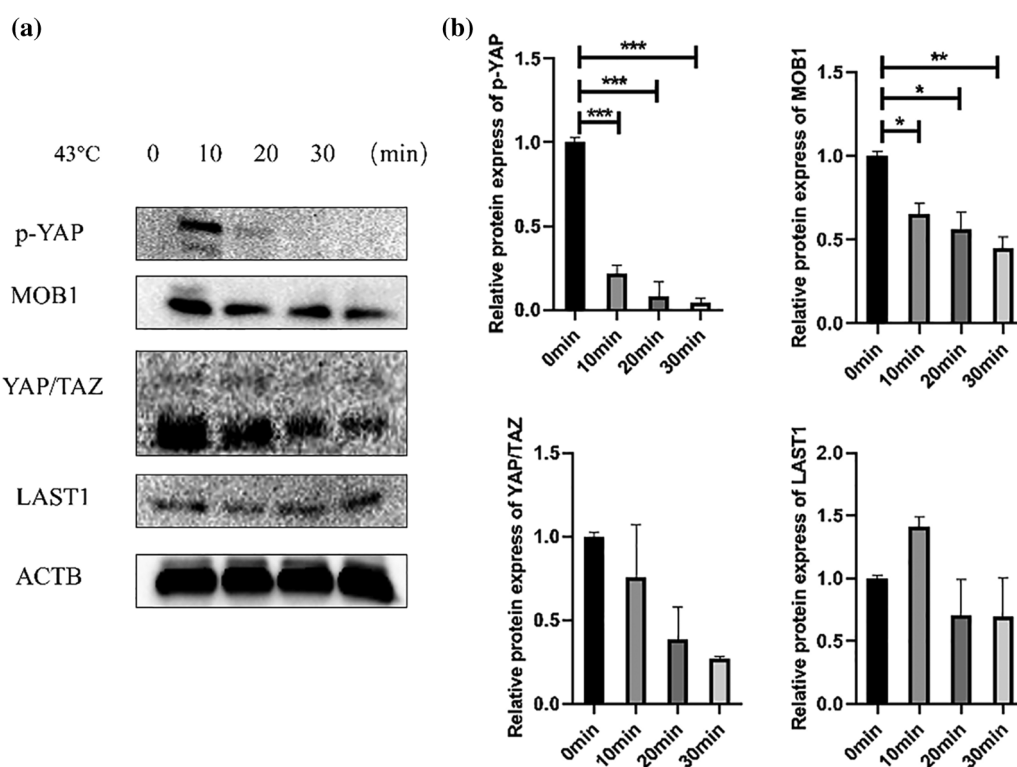 (a)
43°C 0 10 20 30 (min)
p-YAP
MOB1
YAP/TAZ
LAST1
ACTB
(b)
Relative protein express of p-YAP
1.5
1.0
0.5
0.0
***
***
***
0min
10min
20min
30min
Relative protein express of MOB1
1.5
1.0
0.5
0.0
**
*
*
0min
10min
20min
30min
Relative protein express of YAP/TAZ
1.5
1.0
0.5
0.0
0min
10min
20min
30min
Relative protein express of LAST1
2.0
1.5
1.0
0.5
0.0
0min
10min
20min
30min